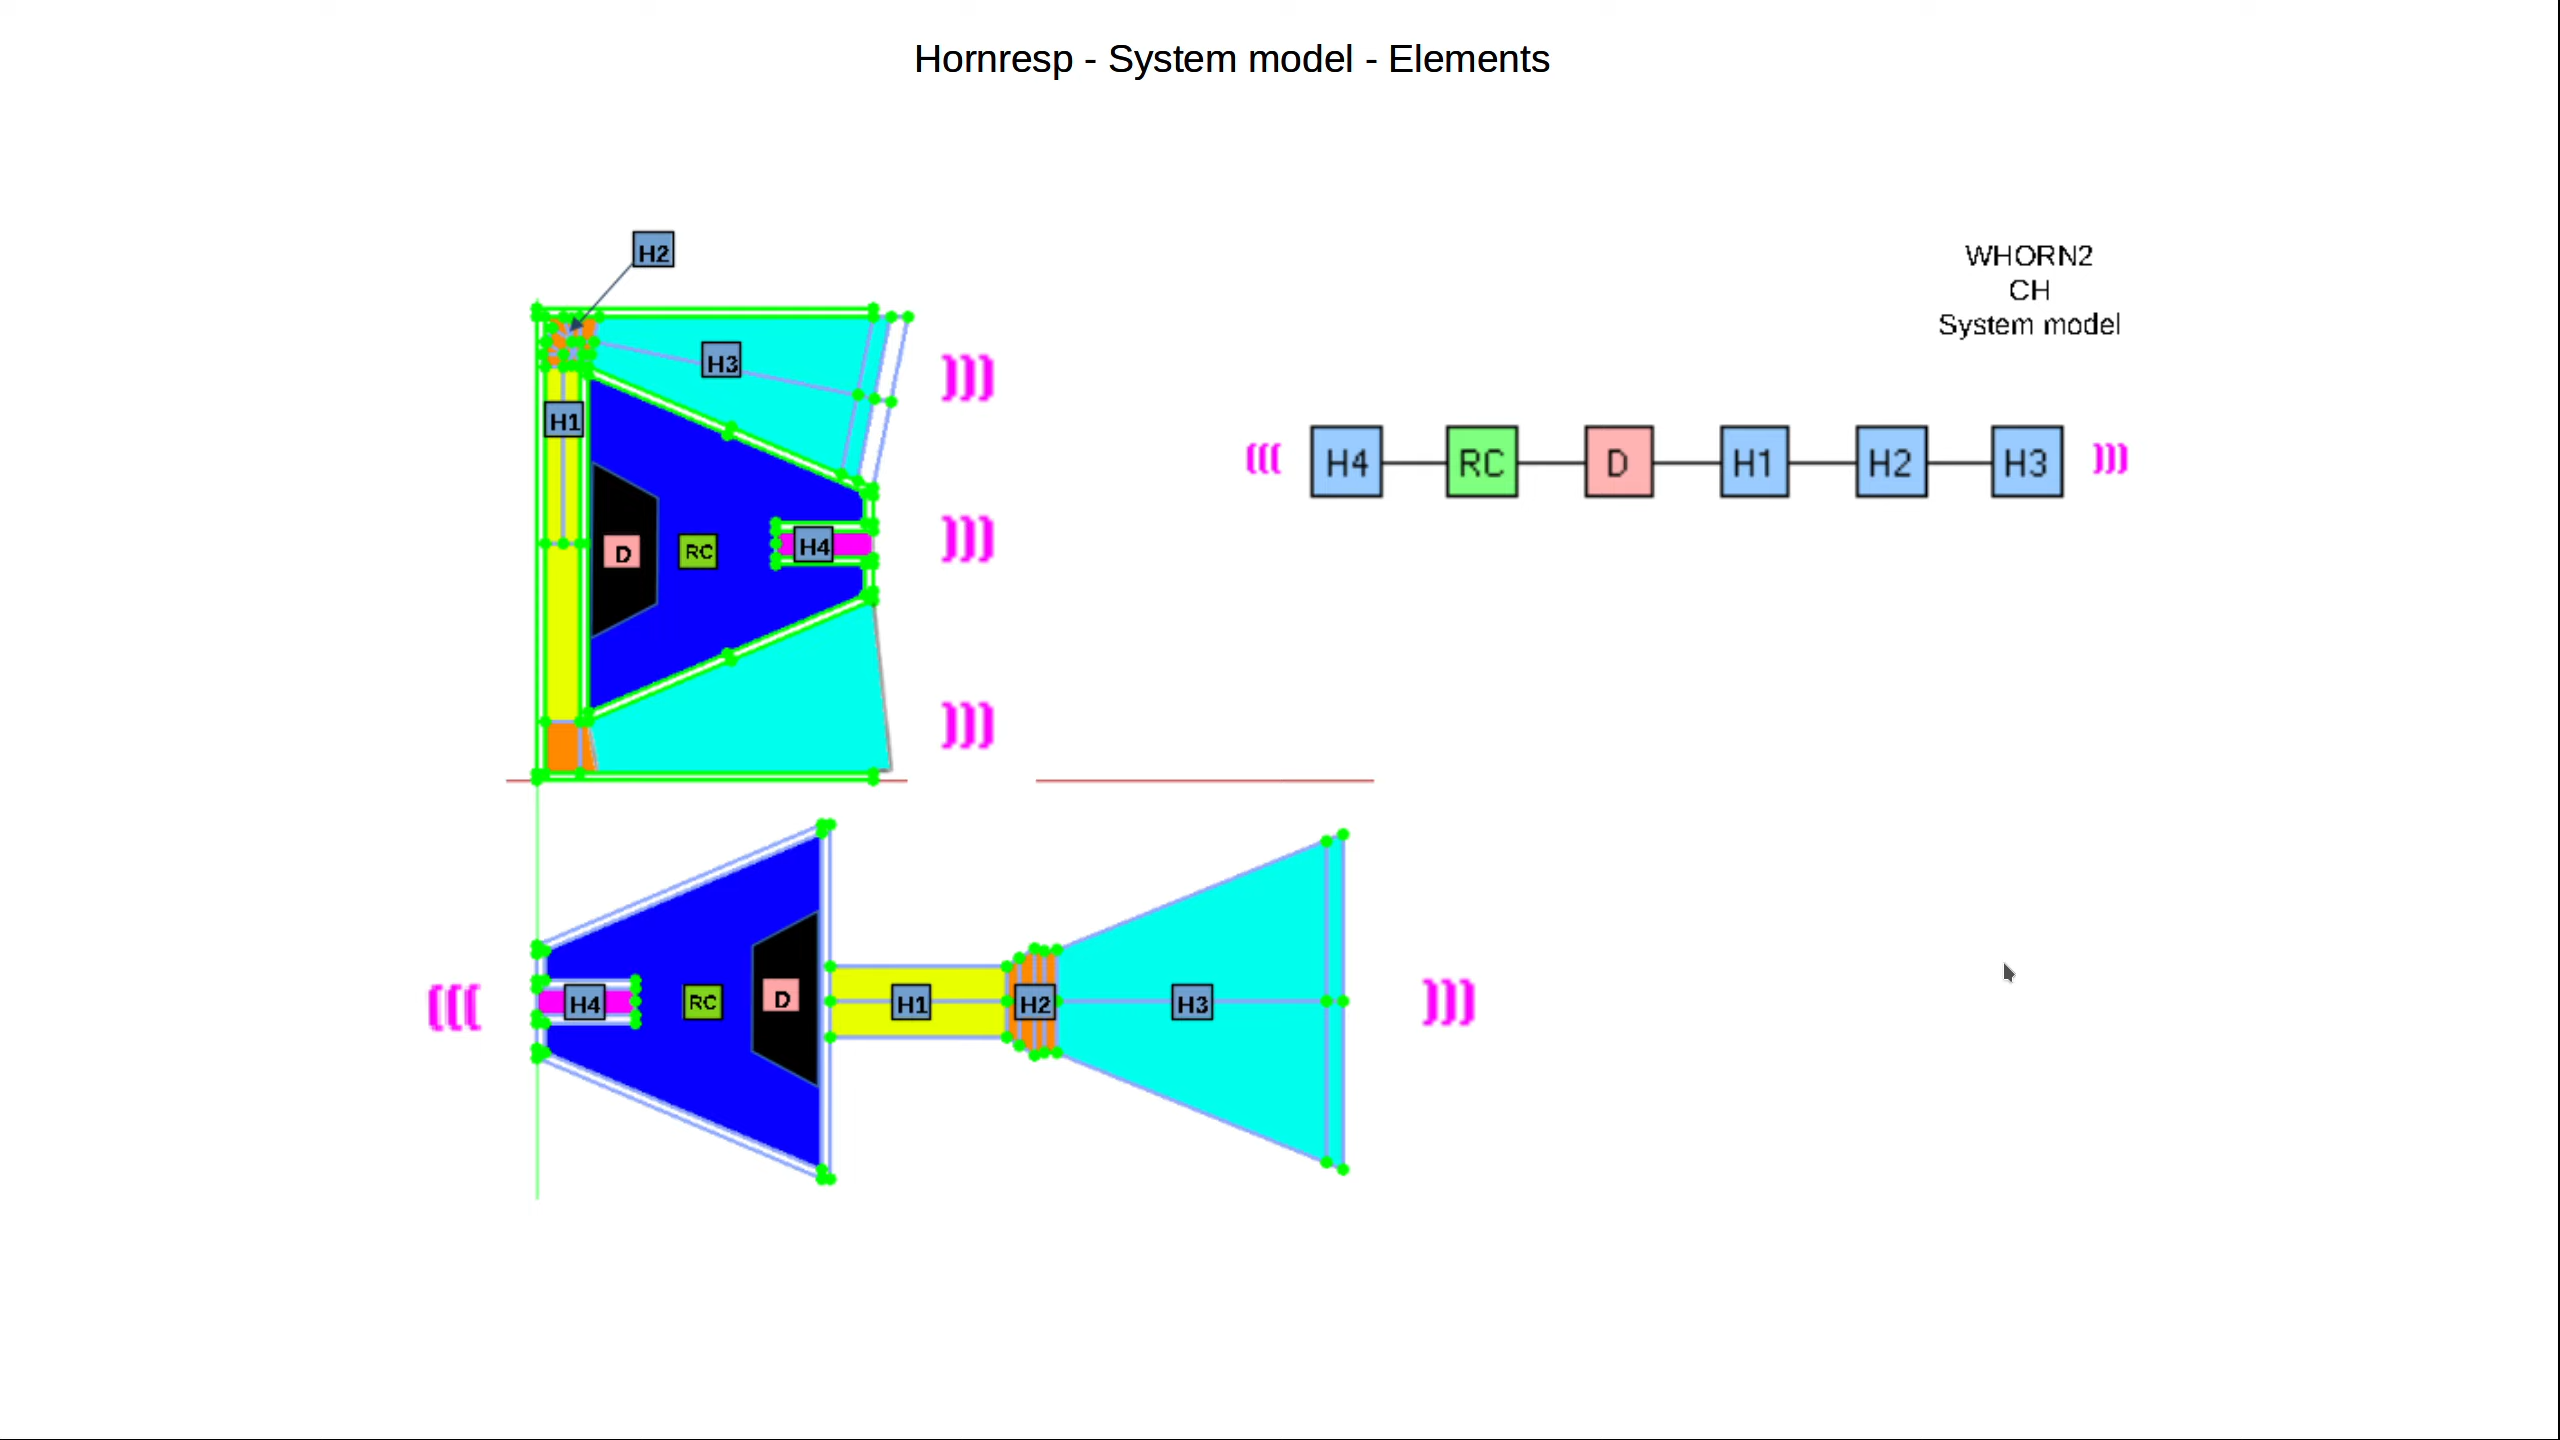 Hornresp - System model - Elements
H2
WHORN2
CH
System model
H3
H1
H4 RC D H1 H2 H3
D RC H4
H4 RC D H1 H2 H3